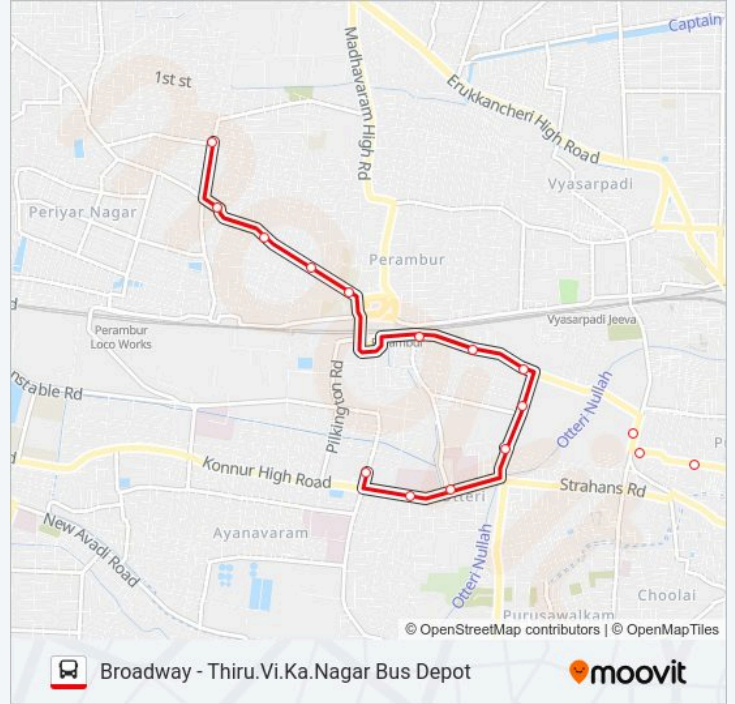 Captain
1st st
Madhavaram High Rd
Erukkancheri High Road
Vyasarpadi
Periyar Nagar
Perambur
Perambur
Loco Works
Vyasarpadi Jeeva
nstable Rd
Pilkington Rd
Otteri Nullah
Konnur High Road
Strahans Rd
Otteri
New Avadi Road
Ayanavaram
Otteri Nullah
Choolai
Purusawalkam
© OpenStreetMap contributors | © OpenMapTiles
Broadway - Thiru.Vi.Ka.Nagar Bus Depot
moovit